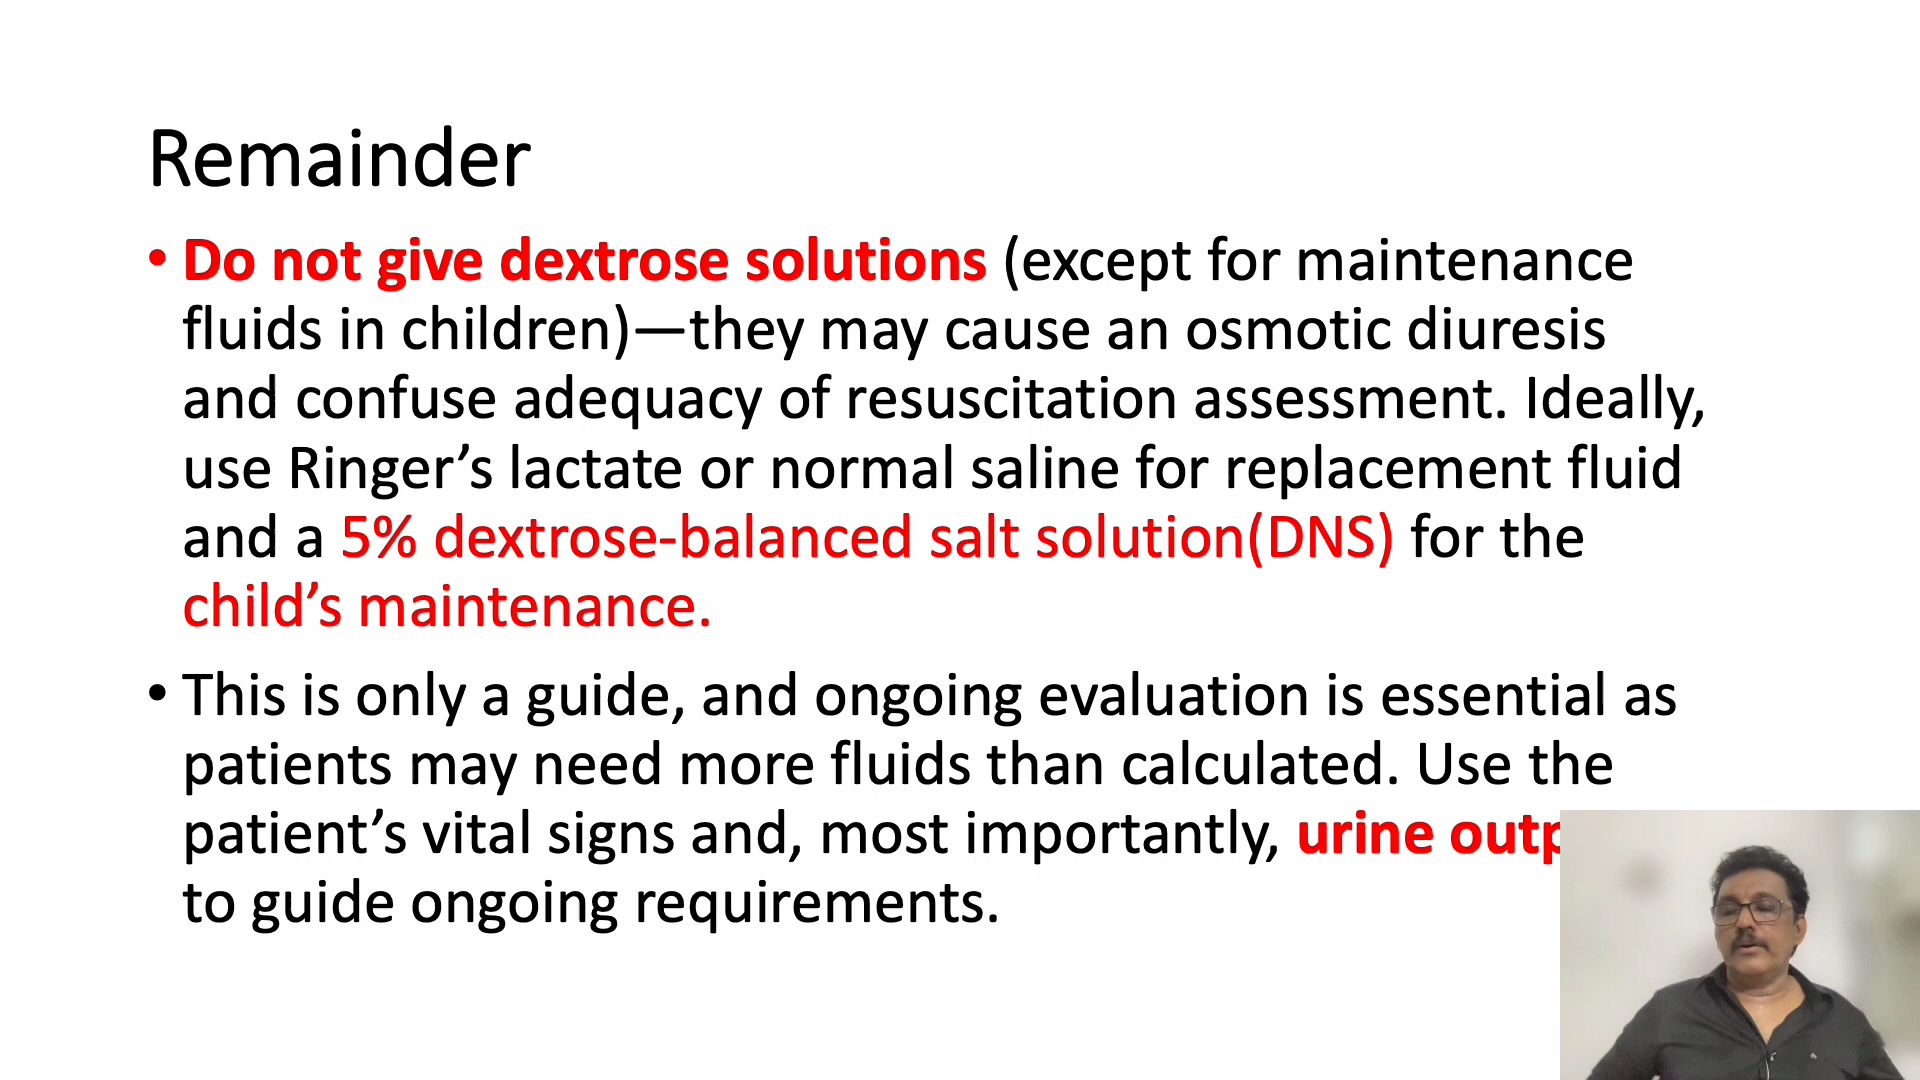 Remainder
• Do not give dextrose solutions (except for maintenance
fluids in children)—they may cause an osmotic diuresis
and confuse adequacy of resuscitation assessment. Ideally,
use Ringer’s lactate or normal saline for replacement fluid
and a 5% dextrose-balanced salt solution(DNS) for the
child’s maintenance.
• This is only a guide, and ongoing evaluation is essential as
patients may need more fluids than calculated. Use the
patient’s vital signs and, most importantly, urine
to guide ongoing requirements.